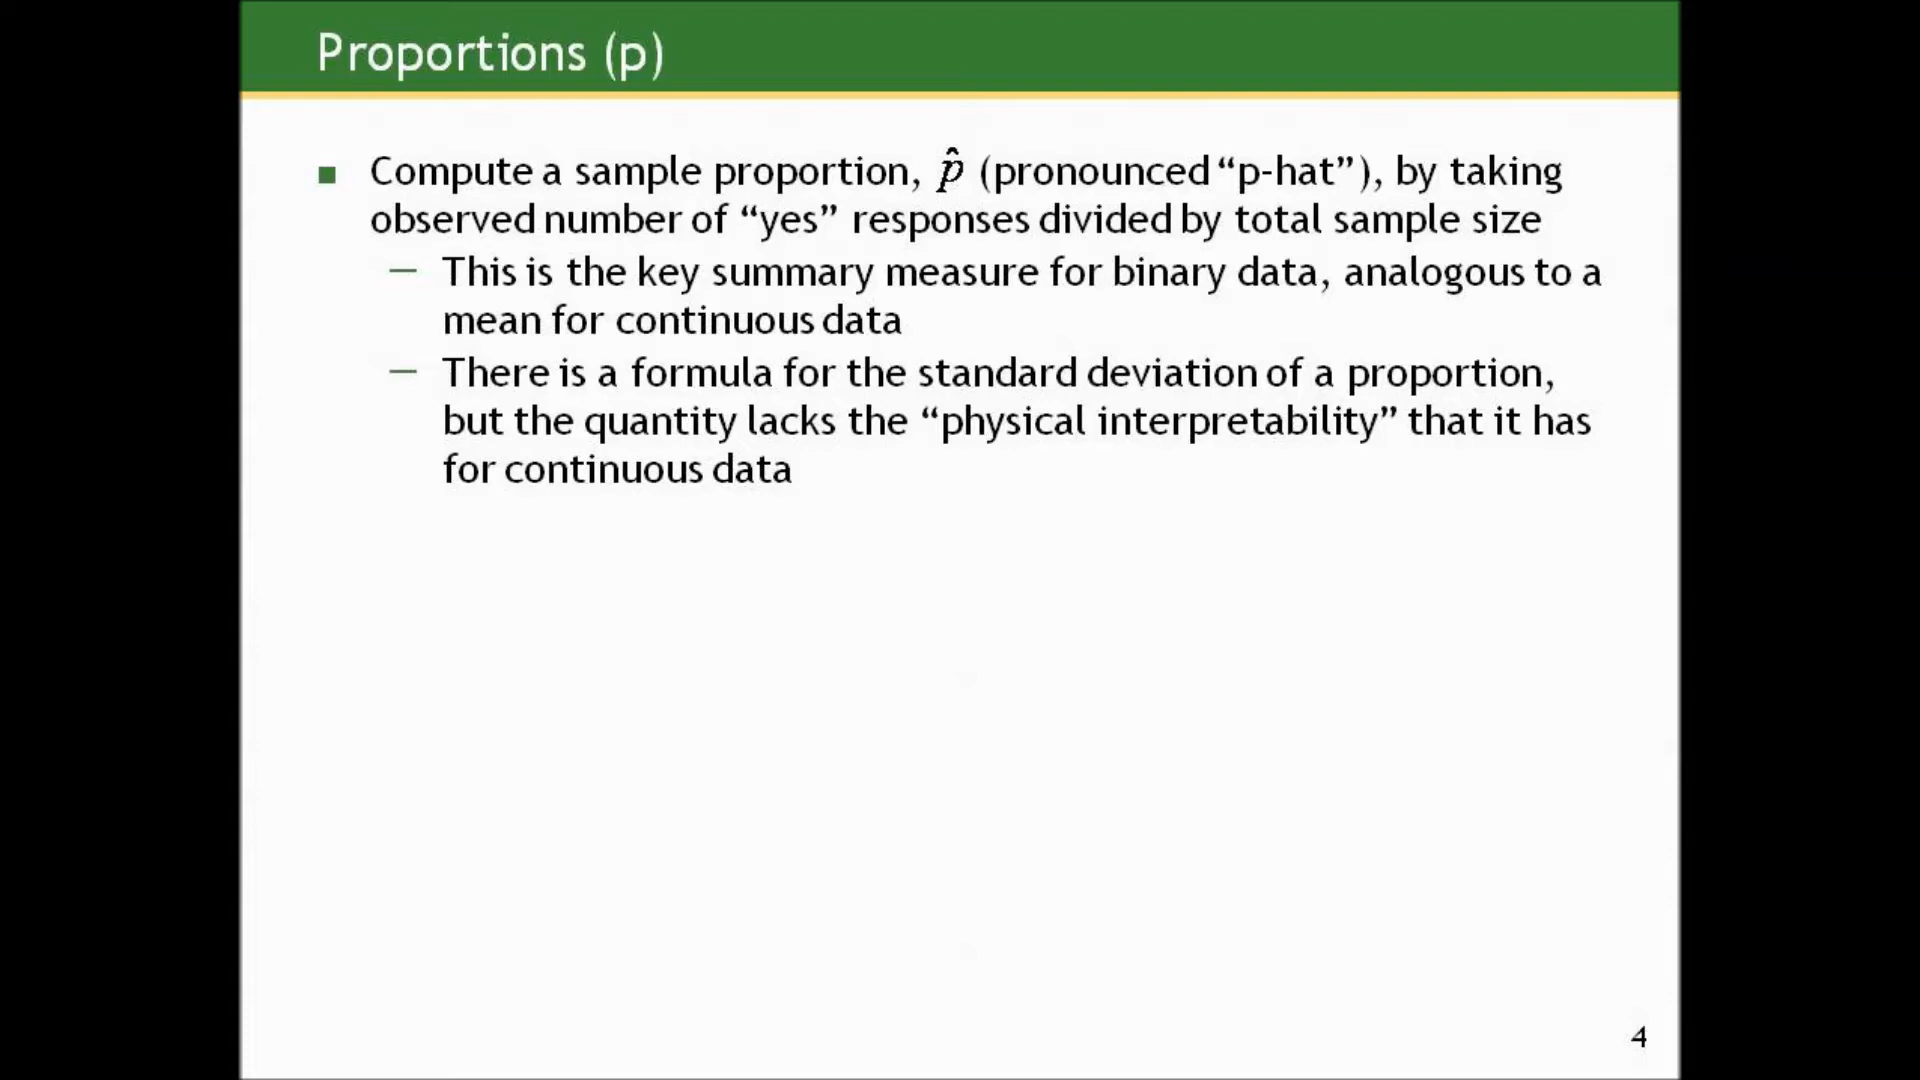 Proportions (p)
■ Compute a sample proportion, p̂ (pronounced “p-hat”), by taking
observed number of “yes” responses divided by total sample size
— This is the key summary measure for binary data, analogous to a
mean for continuous data
— There is a formula for the standard deviation of a proportion,
but the quantity lacks the “physical interpretability” that it has
for continuous data
4